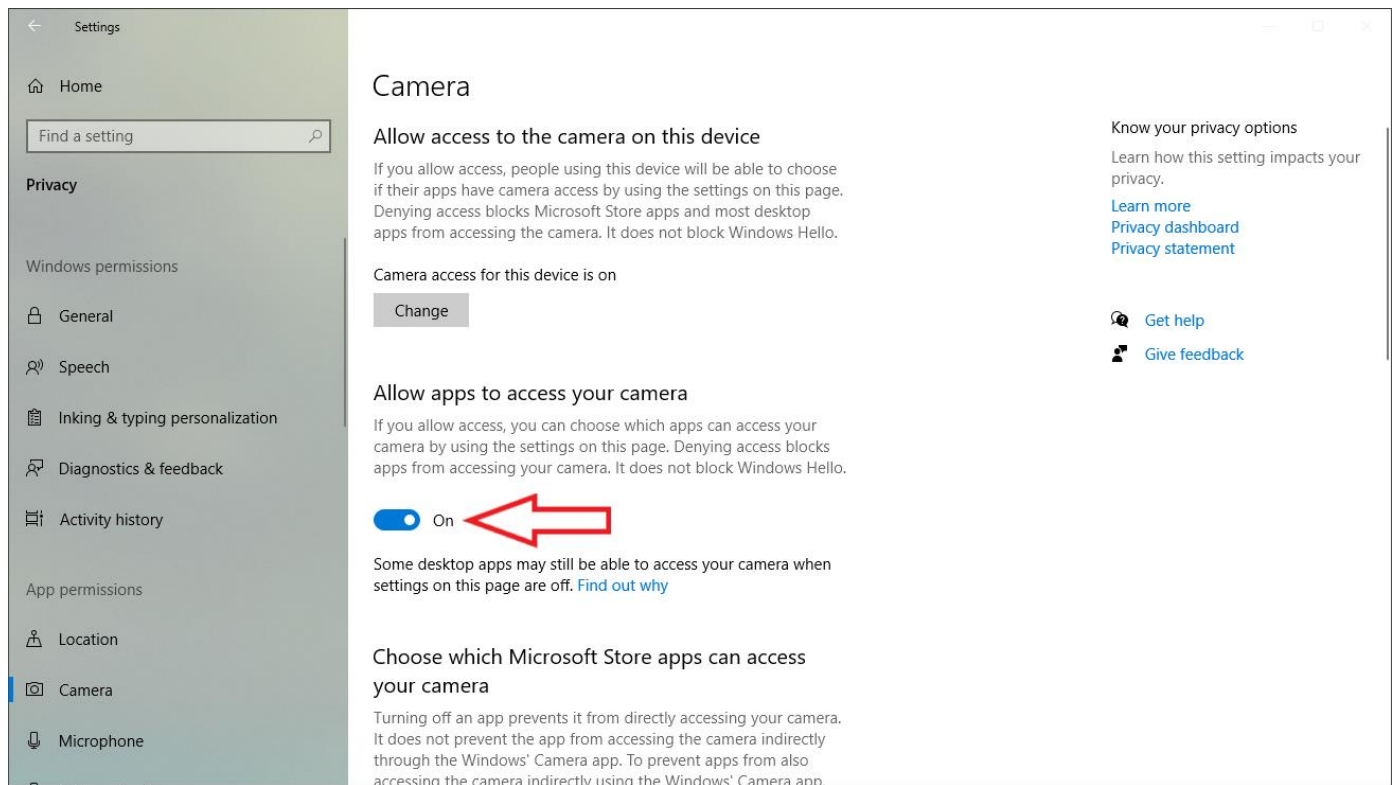 Settings
Home
Find a setting
Privacy
Windows permissions
General
Speech
Inking & typing personalization
Diagnostics & feedback
Activity history
App permissions
Location
Camera
Microphone
Camera
Allow access to the camera on this device
If you allow access, people using this device will be able to choose
if their apps have camera access by using the settings on this page.
Denying access blocks Microsoft Store apps and most desktop
apps from accessing the camera. It does not block Windows Hello.
Camera access for this device is on
Change
Allow apps to access your camera
If you allow access, you can choose which apps can access your
camera by using the settings on this page. Denying access blocks
apps from accessing your camera. It does not block Windows Hello.
On
Some desktop apps may still be able to access your camera when
settings on this page are off. Find out why
Choose which Microsoft Store apps can access
your camera
Turning off an app prevents it from directly accessing your camera.
It does not prevent the app from accessing the camera indirectly
through the Windows' Camera app. To prevent apps from also
accessing the camera indirectly using the Windows' Camera app,
Know your privacy options
Learn how this setting impacts your
privacy.
Learn more
Privacy dashboard
Privacy statement
Get help
Give feedback